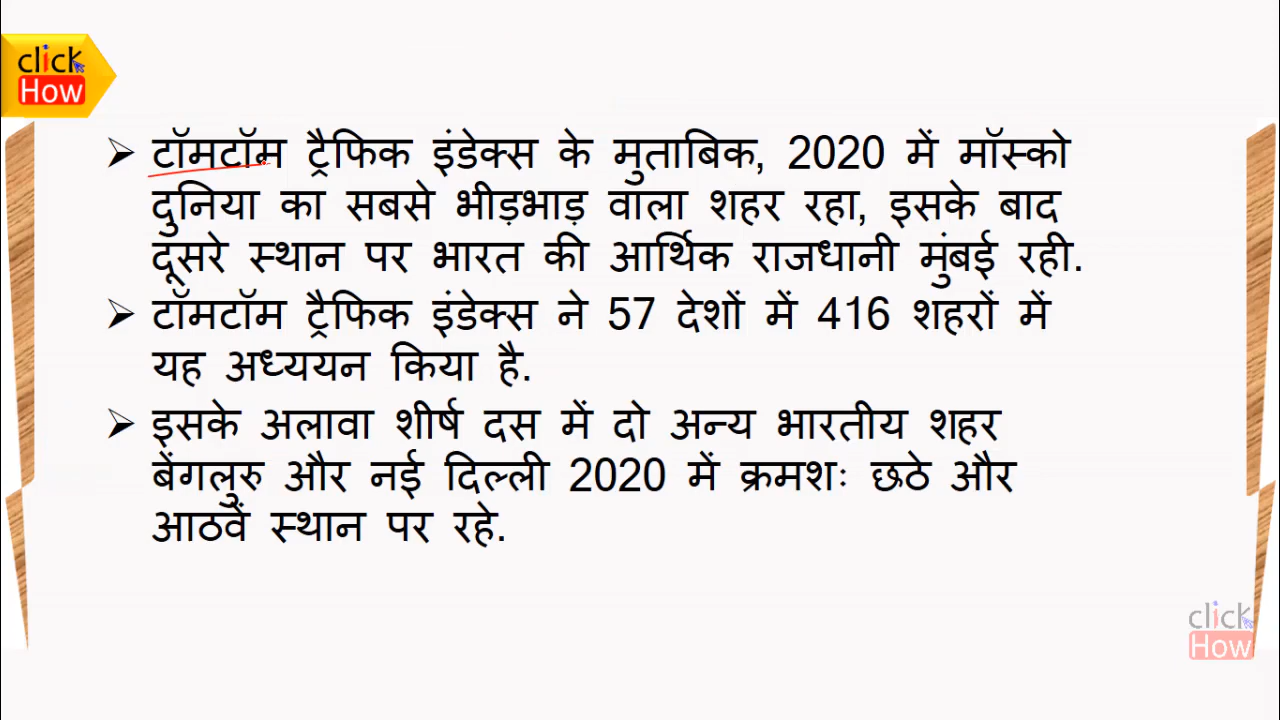 click
How
➢ टॉमटॉम ट्रैफिक इंडेक्स के मुताबिक, 2020 में मॉस्को
दुनिया का सबसे भीड़भाड़ वाला शहर रहा, इसके बाद
दूसरे स्थान पर भारत की आर्थिक राजधानी मुंबई रही.
➢ टॉमटॉम ट्रैफिक इंडेक्स ने 57 देशों में 416 शहरों में
यह अध्ययन किया है.
➢ इसके अलावा शीर्ष दस में दो अन्य भारतीय शहर
बेंगलुरु और नई दिल्ली 2020 में क्रमशः छठे और
आठवें स्थान पर रहे.
click
How